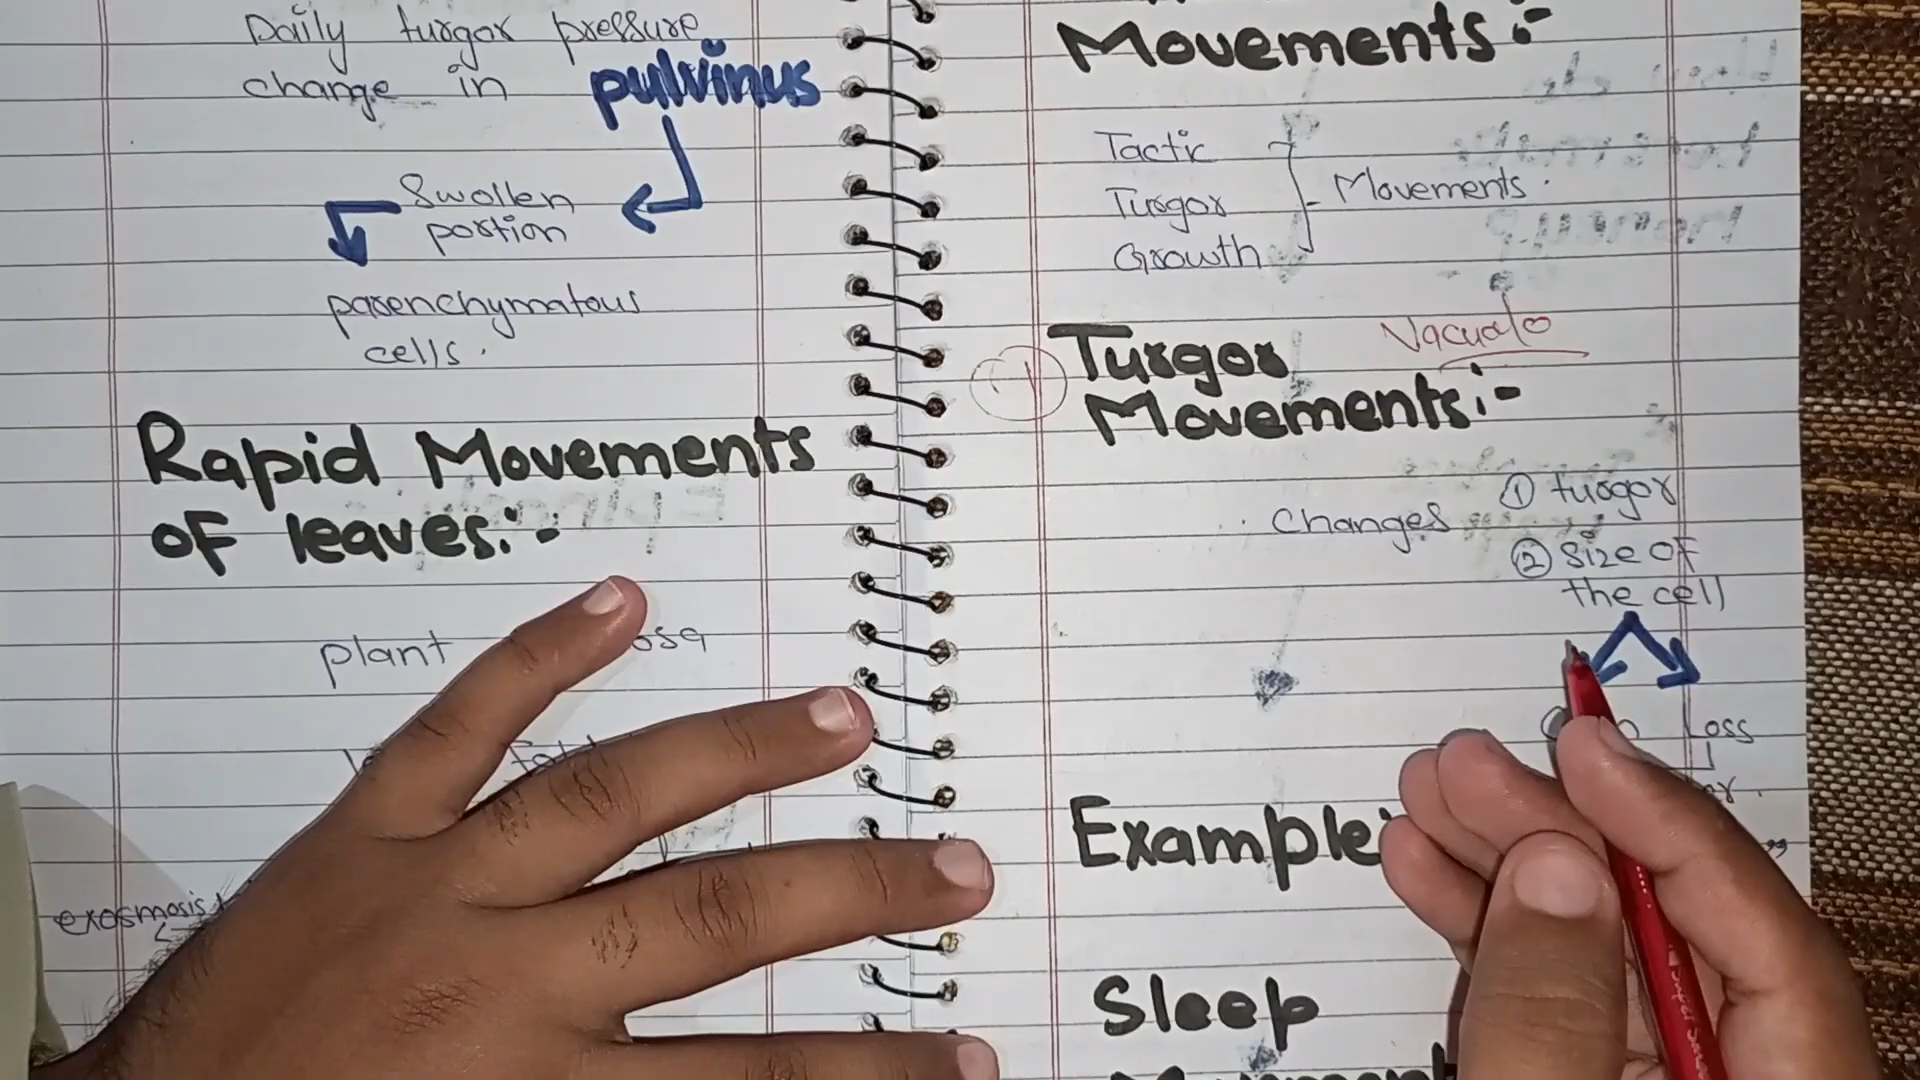 Daily turgor pressure
change in pulvinus
Swollen
portion
parenchymatous
cells.
Rapid Movements
of leaves:-
plant
exosmosis
Movements:-
Tactic
Turgor
Growth
Movements.
Vacuole
Turgor
Movements:-
Changes
① turgor
② Size of
the cell
Loss
Example
Sleep